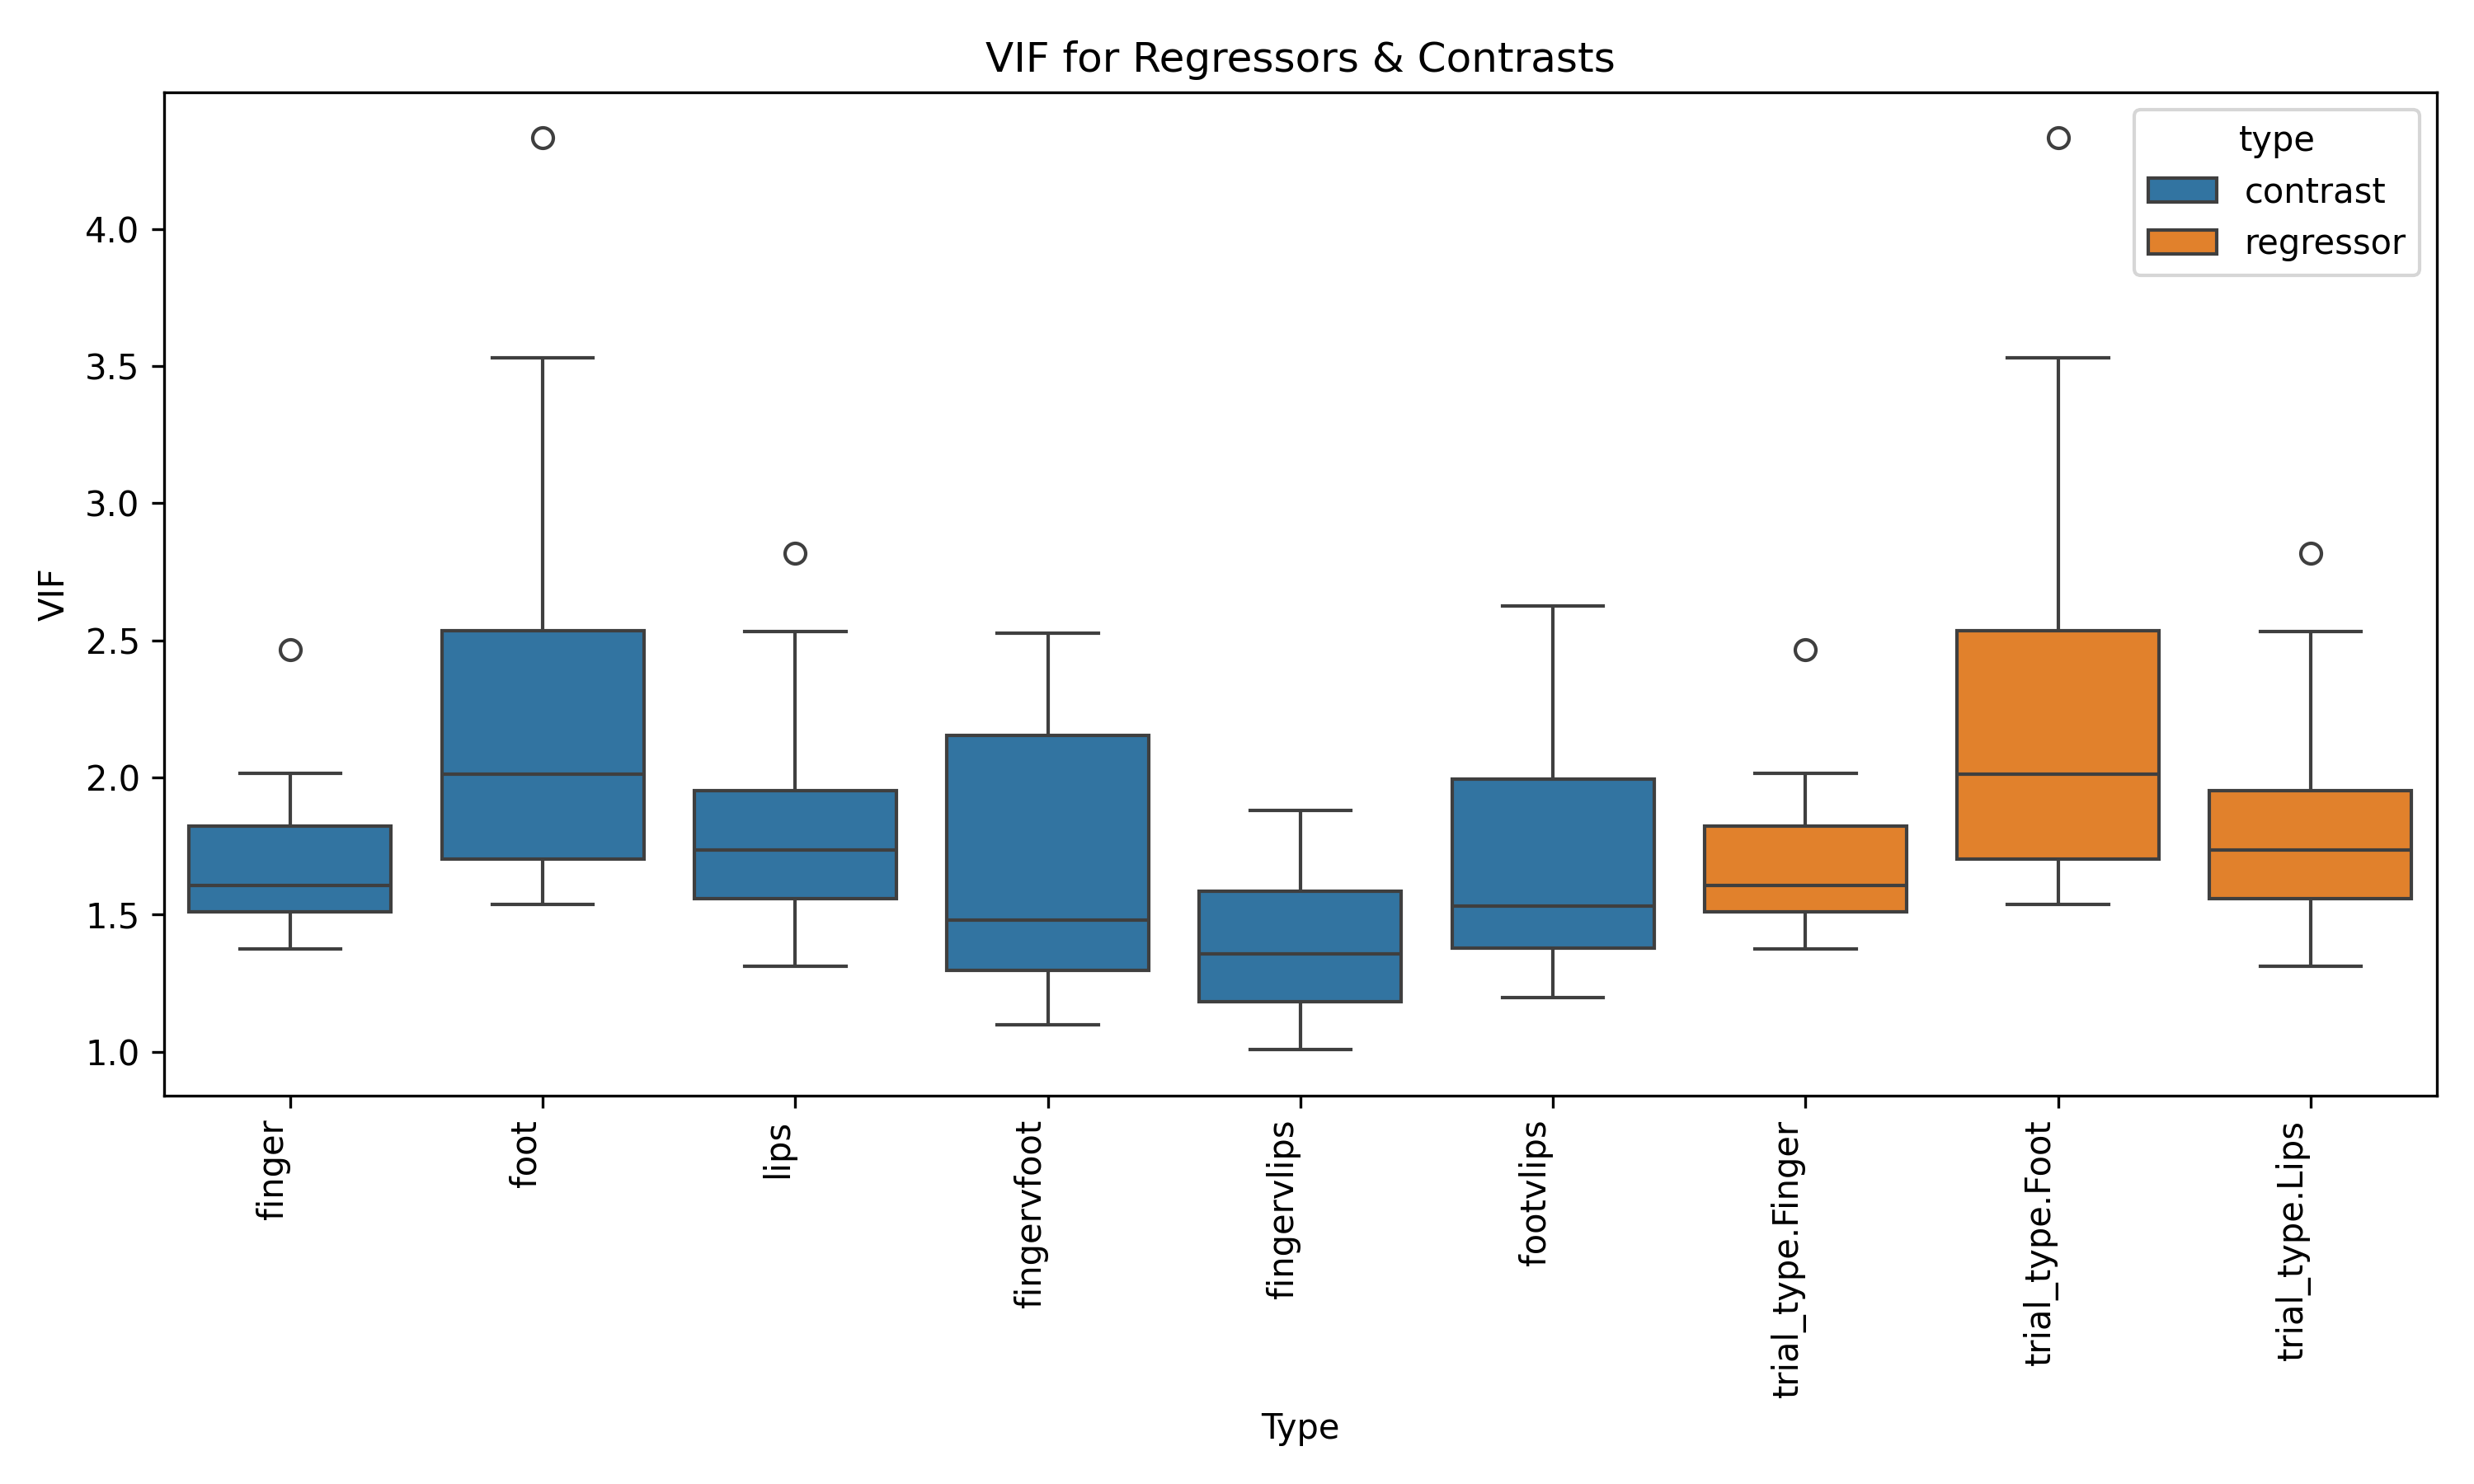 VIF for Regressors & Contrasts
type
contrast
regressor
VIF
4.0
3.5
3.0
2.5
2.0
1.5
1.0
finger
foot
lips
fingervfoot
fingervlips
footvlips
trial_type.Finger
trial_type.Foot
trial_type.Lips
Type